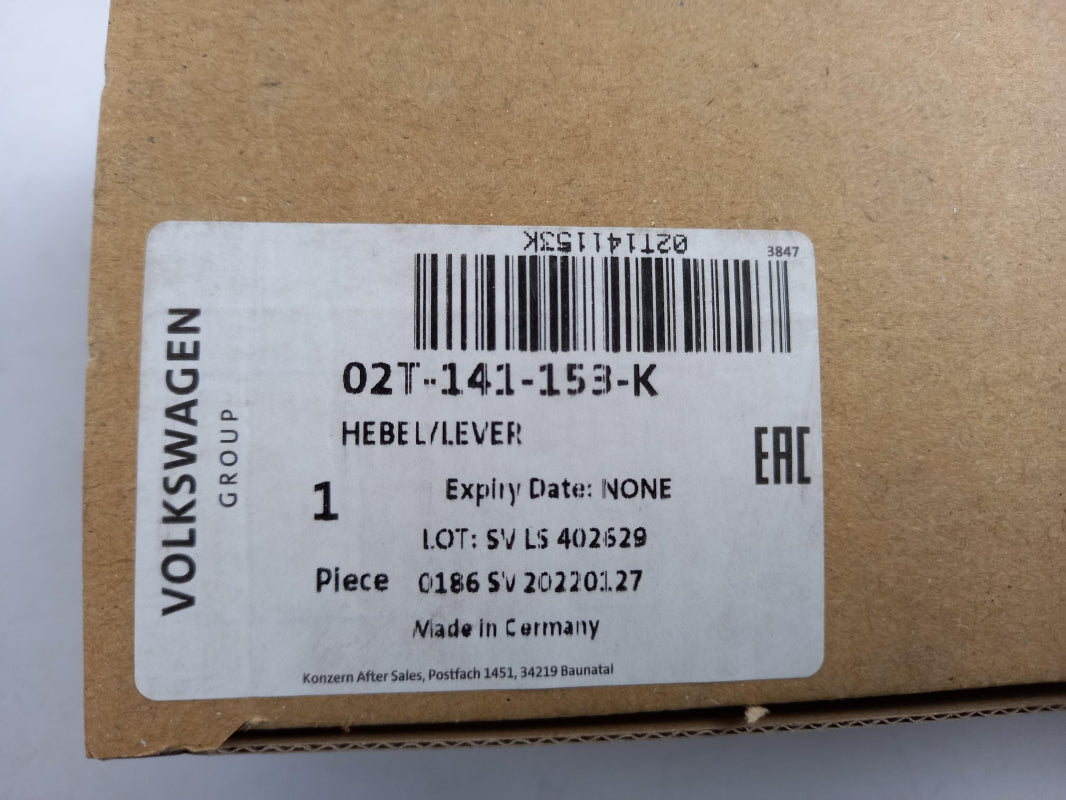 02T141153K
3847
02T-141-153-K
HEBEL/LEVER
EAC
1
Expiry Date: NONE
LOT: SV LS 402629
Piece 0186 SV 20220127
Made in Germany
Konzern After Sales, Postfach 1451, 34219 Baunatal
VOLKSWAGEN
GROUP